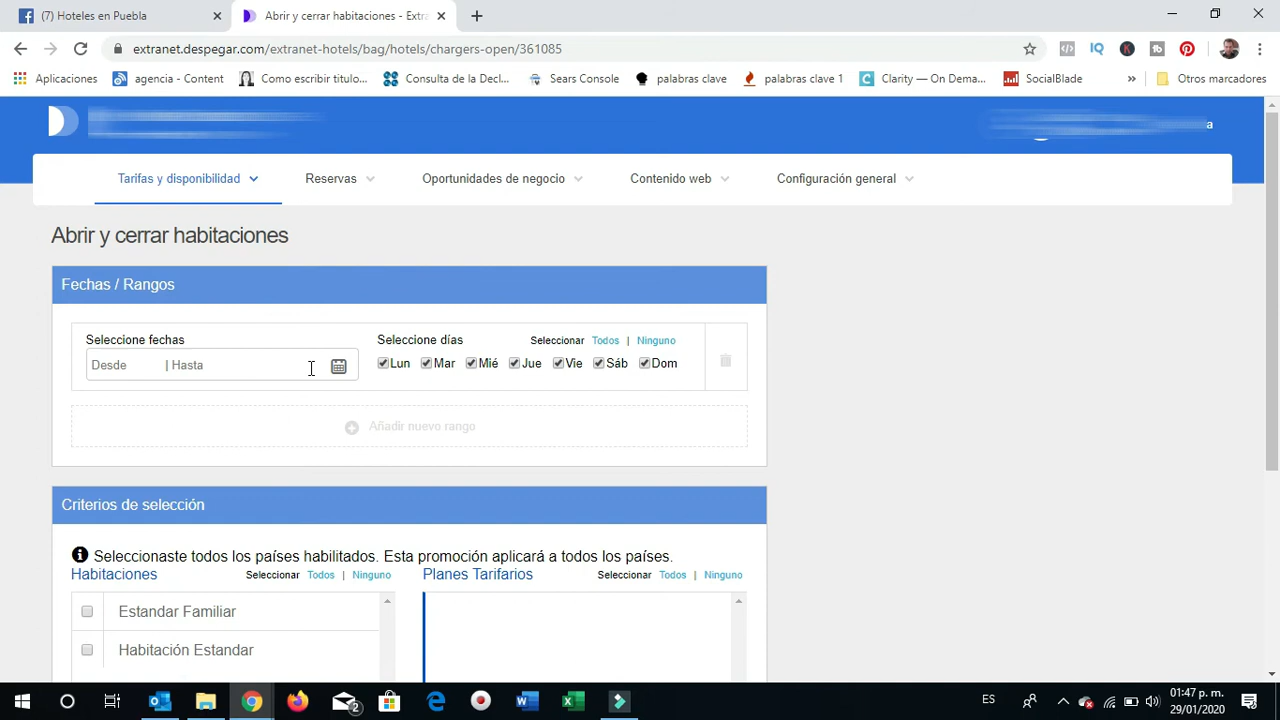 (7) Hoteles en Puebla
Abrir y cerrar habitaciones - Extra
extranet.despegar.com/extranet-hotels/bag/hotels/chargers-open/361085
IQ
K
Aplicaciones
agencia - Content
Como escribir titulo...
Consulta de la Decl...
Sears Console
palabras clave
palabras clave 1
Clarity — On Dema...
SocialBlade
»
Otros marcadores
a
Tarifas y disponibilidad
Reservas
Oportunidades de negocio
Contenido web
Configuración general
Abrir y cerrar habitaciones
Fechas / Rangos
Seleccione fechas
Seleccione días
Seleccionar Todos | Ninguno
Desde | Hasta
Lun Mar Mié Jue Vie Sáb Dom
Añadir nuevo rango
Criterios de selección
Seleccionaste todos los países habilitados. Esta promoción aplicará a todos los países.
Habitaciones Seleccionar Todos | Ninguno
Planes Tarifarios Seleccionar Todos | Ninguno
Estandar Familiar
Habitación Estandar
2
ES
01:47 p. m.
29/01/2020